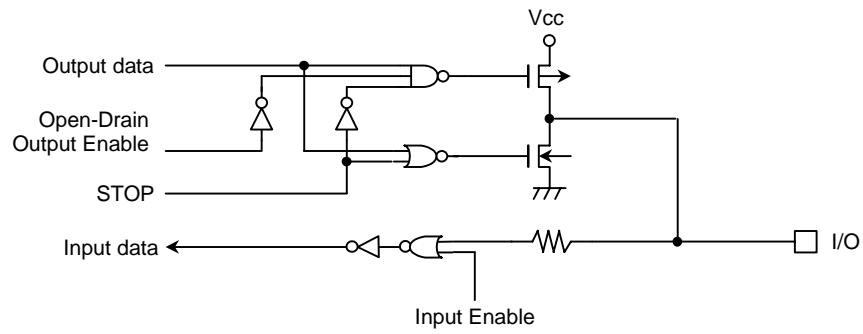 Vcc
Output data
Open-Drain
Output Enable
STOP
Input data
I/O
Input Enable